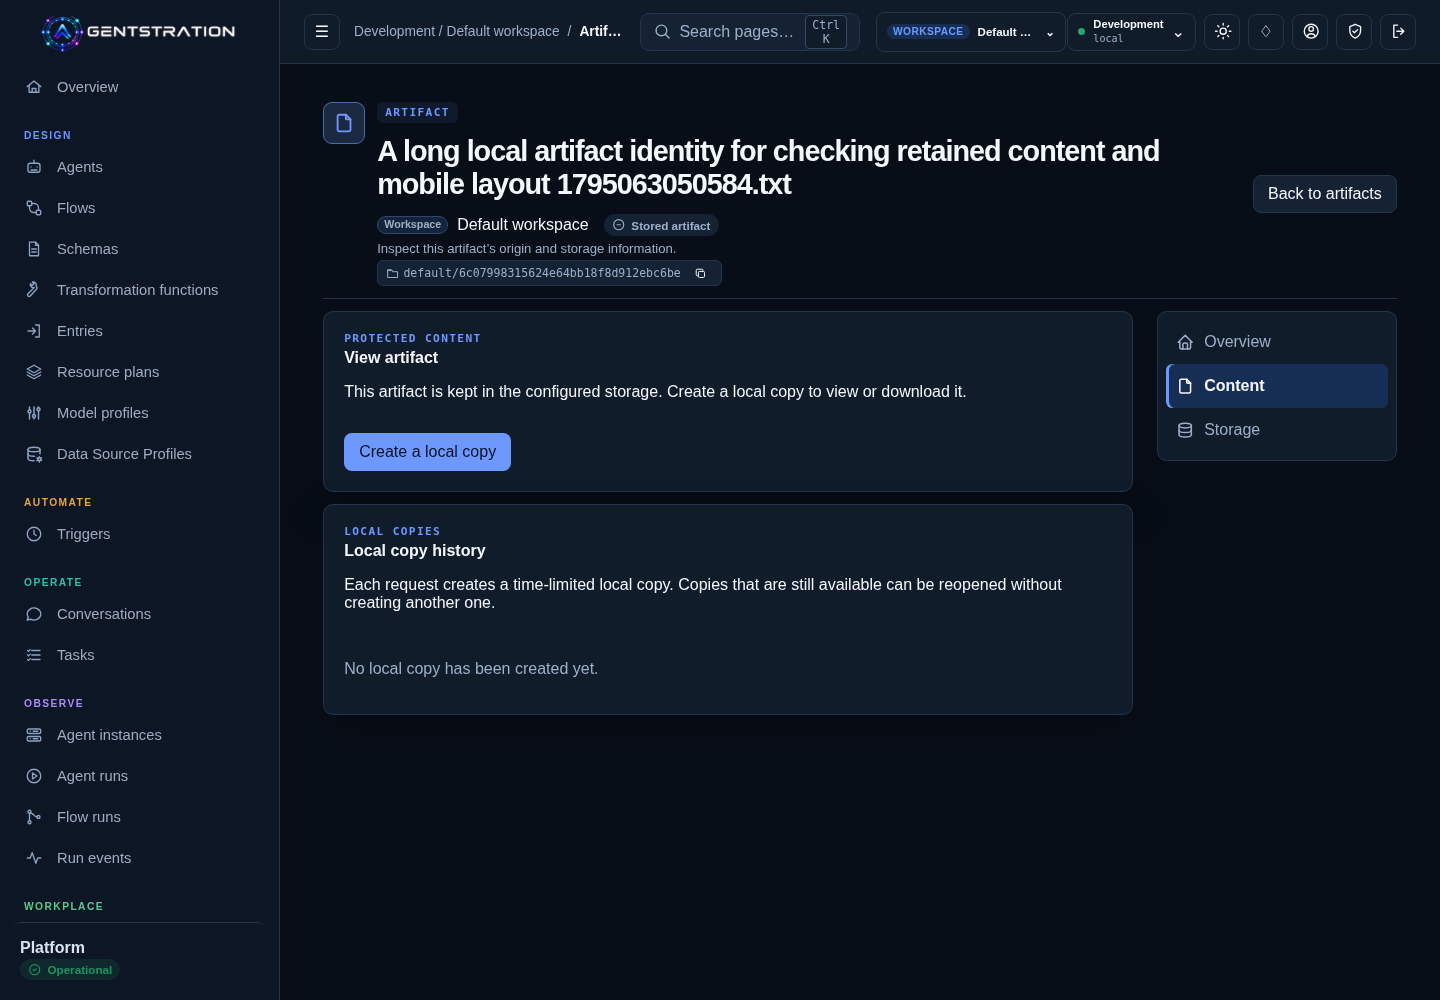 GENTSTRATION
Overview
DESIGN
Agents
Flows
Schemas
Transformation functions
Entries
Resource plans
Model profiles
Data Source Profiles
AUTOMATE
Triggers
OPERATE
Conversations
Tasks
OBSERVE
Agent instances
Agent runs
Flow runs
Run events
WORKPLACE
Platform
Operational
Development / Default workspace / Artif...
Search pages...
Ctrl
K
WORKSPACE Default ...
Development
local
ARTIFACT
A long local artifact identity for checking retained content and
mobile layout 1795063050584.txt
Workspace Default workspace Stored artifact
Inspect this artifact's origin and storage information.
default/6c07998315624e64bb18f8d912ebc6be
Back to artifacts
PROTECTED CONTENT
View artifact
This artifact is kept in the configured storage. Create a local copy to view or download it.
Create a local copy
LOCAL COPIES
Local copy history
Each request creates a time-limited local copy. Copies that are still available can be reopened without
creating another one.
No local copy has been created yet.
Overview
Content
Storage